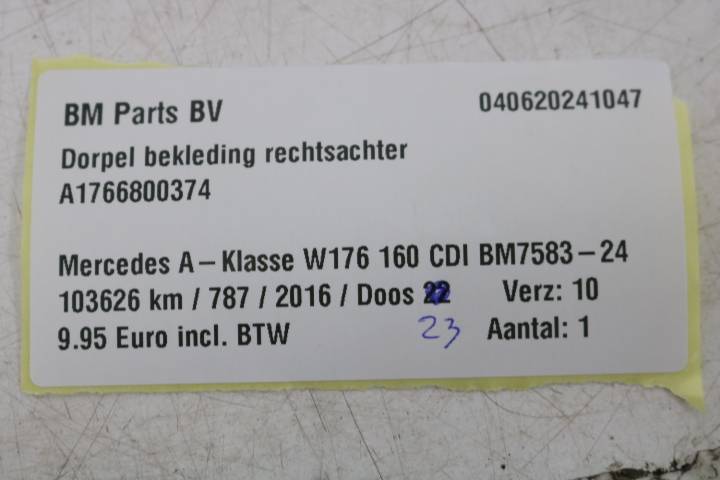 BM Parts BV 040620241047
Dorpel bekleding rechtsachter
A1766800374
Mercedes A-Klasse W176 160 CDI BM7583-24
103626 km / 787 / 2016 / Doos 22 Verz: 10
9.95 Euro incl. BTW 23 Aantal: 1